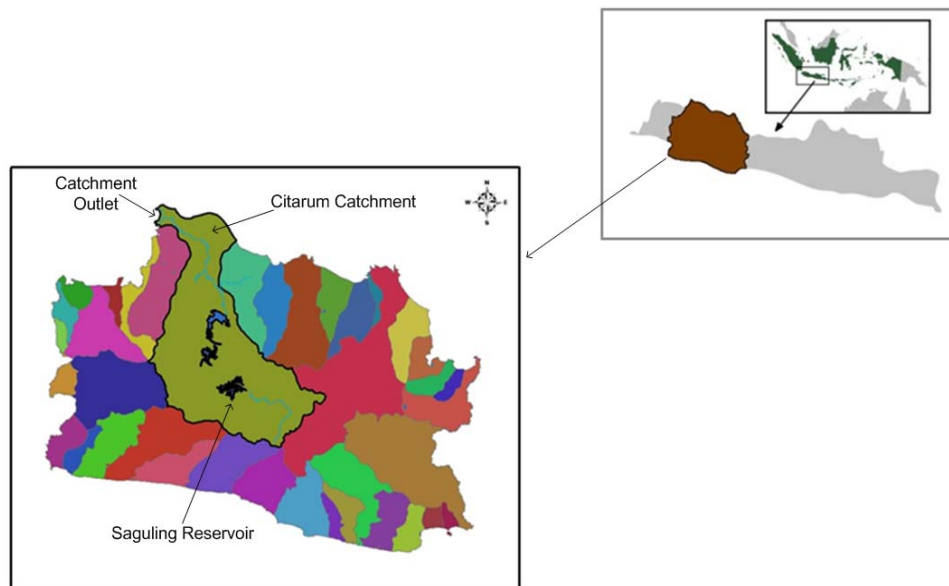 Catchment
Outlet
Citarum Catchment
N
W E
S
Saguling Reservoir